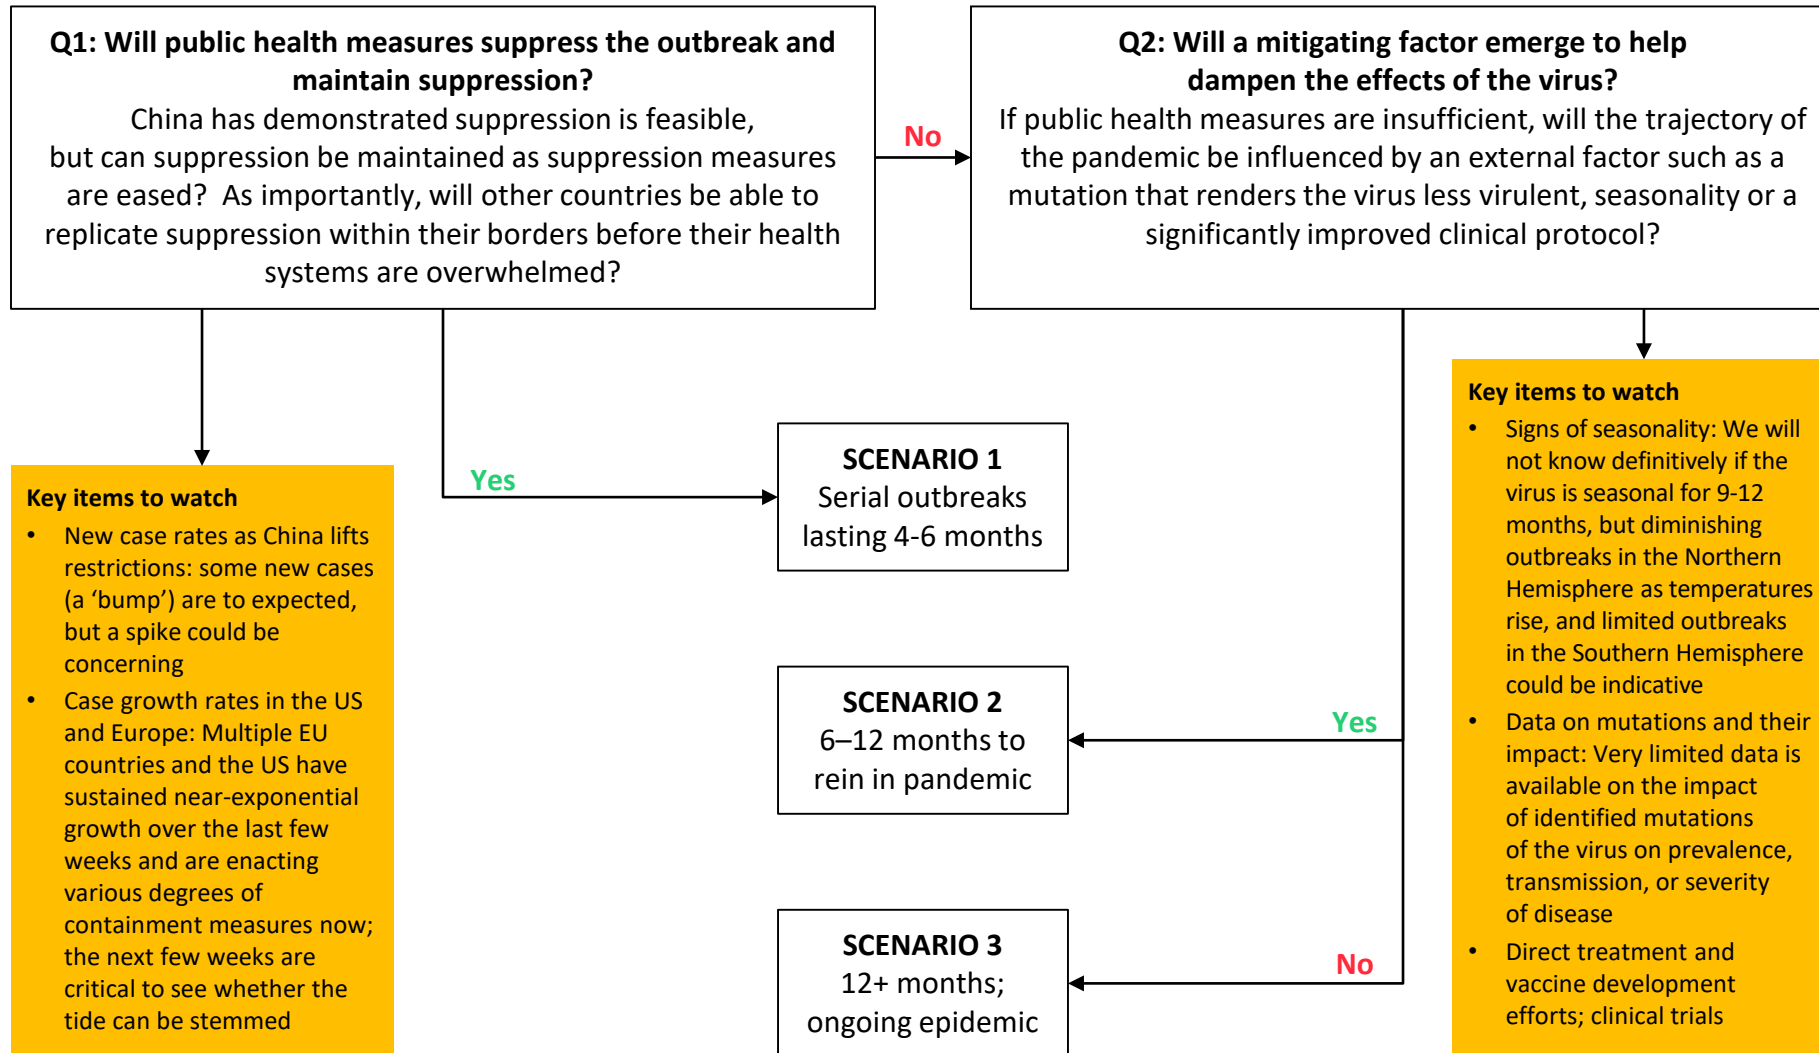 Q1: Will public health measures suppress the outbreak and
maintain suppression?
China has demonstrated suppression is feasible,
but can suppression be maintained as suppression measures
are eased?  As importantly, will other countries be able to
replicate suppression within their borders before their health
systems are overwhelmed?
No
Q2: Will a mitigating factor emerge to help
dampen the effects of the virus?
If public health measures are insufficient, will the trajectory of
the pandemic be influenced by an external factor such as a
mutation that renders the virus less virulent, seasonality or a
significantly improved clinical protocol?
Key items to watch
• New case rates as China lifts
restrictions: some new cases
(a ‘bump’) are to expected,
but a spike could be
concerning
• Case growth rates in the US
and Europe: Multiple EU
countries and the US have
sustained near-exponential
growth over the last few
weeks and are enacting
various degrees of
containment measures now;
the next few weeks are
critical to see whether the
tide can be stemmed
Yes
SCENARIO 1
Serial outbreaks
lasting 4-6 months
SCENARIO 2
6–12 months to
rein in pandemic
Yes
SCENARIO 3
12+ months;
ongoing epidemic
No
Key items to watch
• Signs of seasonality: We will
not know definitively if the
virus is seasonal for 9-12
months, but diminishing
outbreaks in the Northern
Hemisphere as temperatures
rise, and limited outbreaks
in the Southern Hemisphere
could be indicative
• Data on mutations and their
impact: Very limited data is
available on the impact
of identified mutations
of the virus on prevalence,
transmission, or severity
of disease
• Direct treatment and
vaccine development
efforts; clinical trials